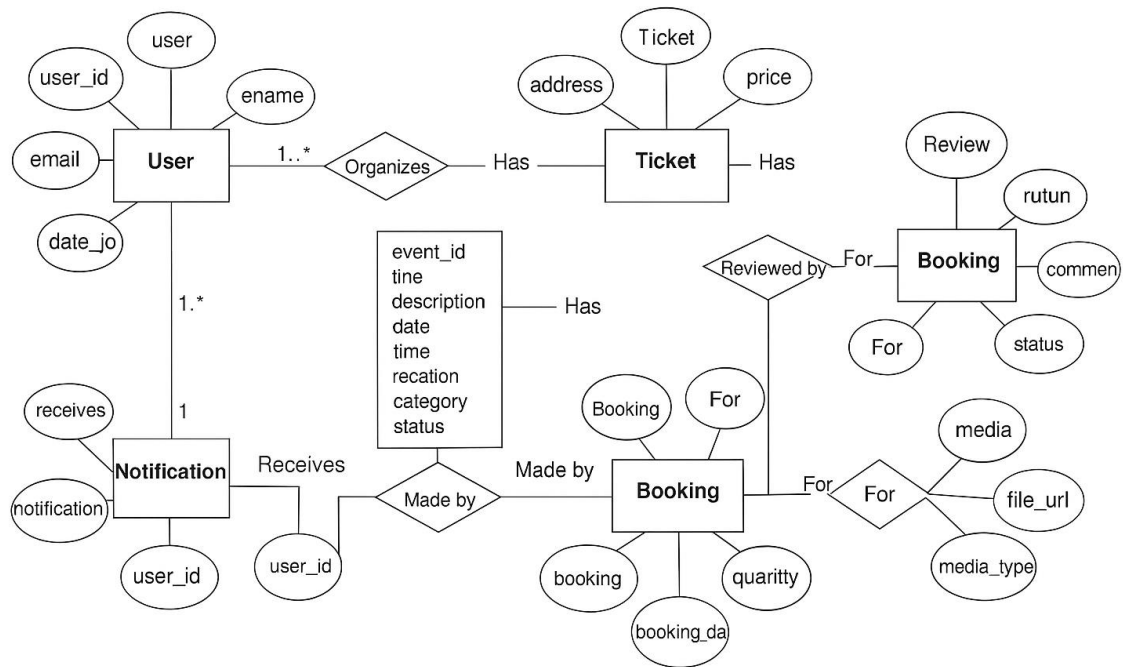 user
user_id
ename
email
User
date_jo
1..*
Organizes
Has
Ticket
address
price
Ticket
Has
Review
rutun
Booking
commen
For
status
Reviewed by
For
event_id
tine
description
date
time
recation
category
status
Has
1.*
1
receives
Notification
notification
user_id
Receives
user_id
Made by
Made by
Booking
For
Booking
booking
booking_da
quaritty
For
For
media
file_url
media_type